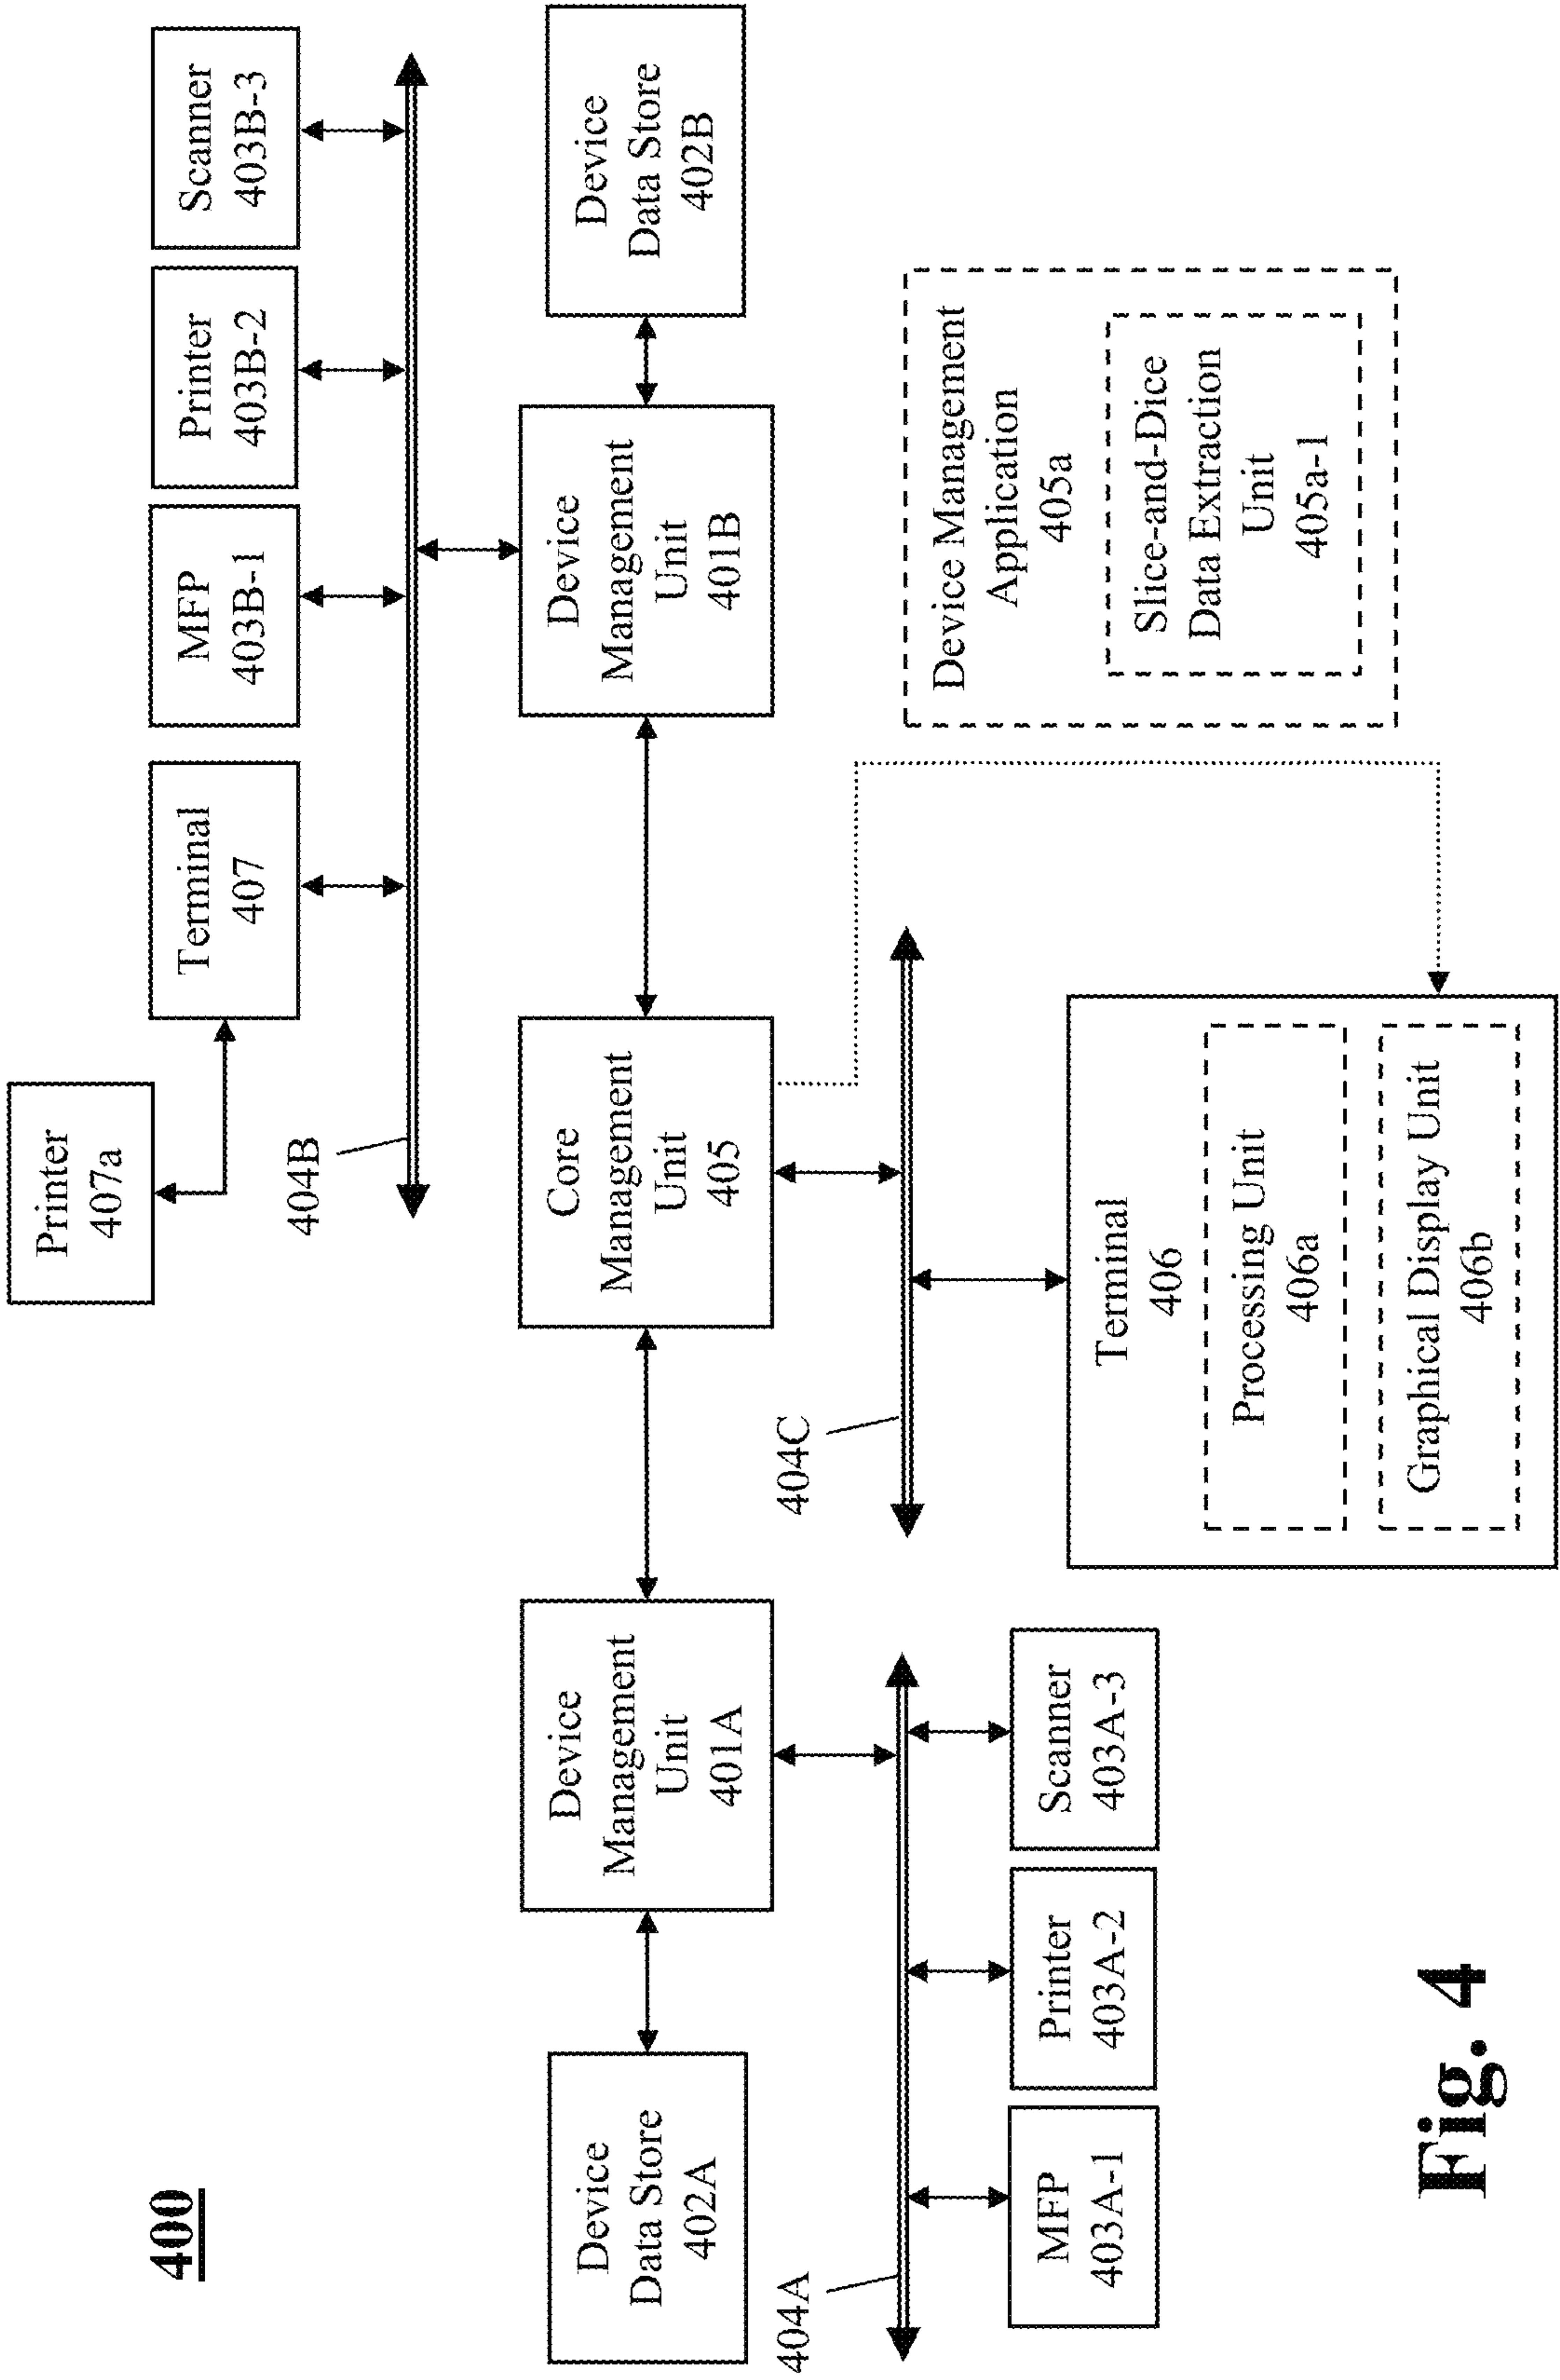 400
Printer
407a
Terminal
407
MFP
403B-1
Printer
403B-2
Scanner
403B-3
404B
Device
Data Store
402A
Device
Management
Unit
401A
Core
Management
Unit
405
Device
Management
Unit
401B
Device
Data Store
402B
404A
404C
MFP
403A-1
Printer
403A-2
Scanner
403A-3
Terminal
406
Processing Unit
406a
Graphical Display Unit
406b
Device Management
Application
405a
Slice-and-Dice
Data Extraction
Unit
405a-1
Fig. 4